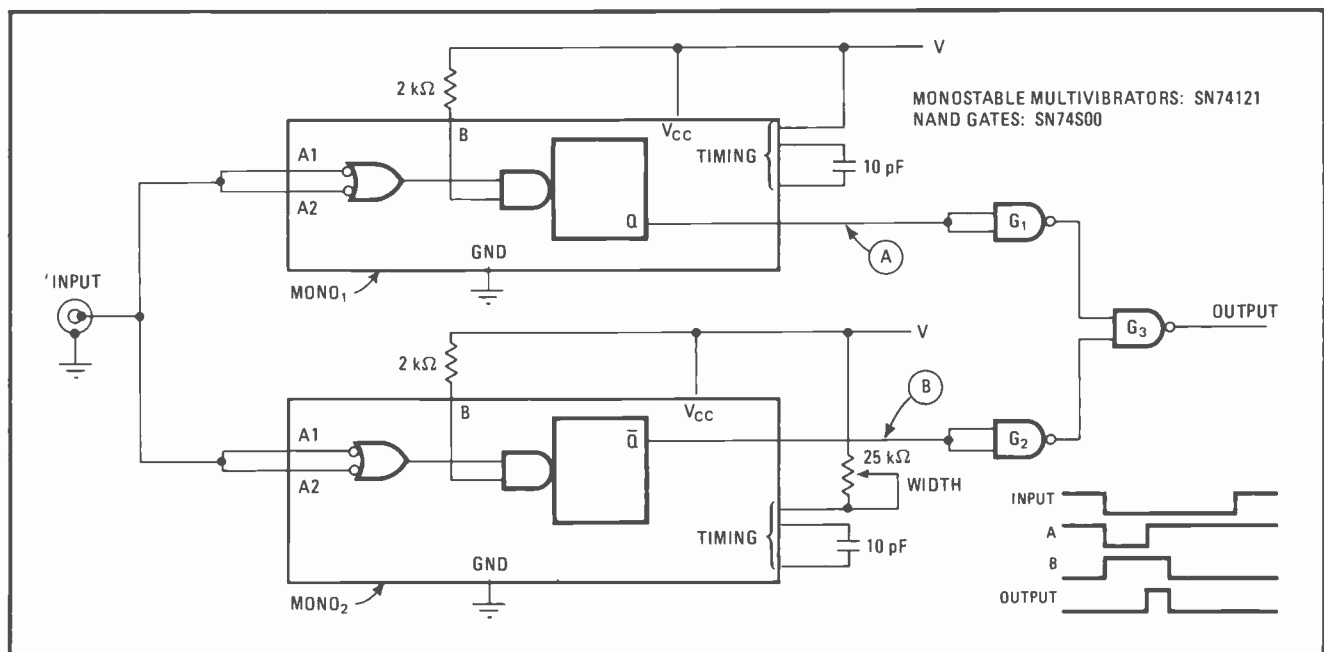 V
2 kΩ
MONOSTABLE MULTIVIBRATORS: SN74121
NAND GATES: SN74S00
B
VCC
A1
TIMING
10 pF
A2
Q
G1
GND
A
'INPUT
MONO1
OUTPUT
G3
V
2 kΩ
B
B
VCC
A1
Q̅
G2
25 kΩ
A2
WIDTH
INPUT
TIMING
A
10 pF
GND
B
MONO2
OUTPUT